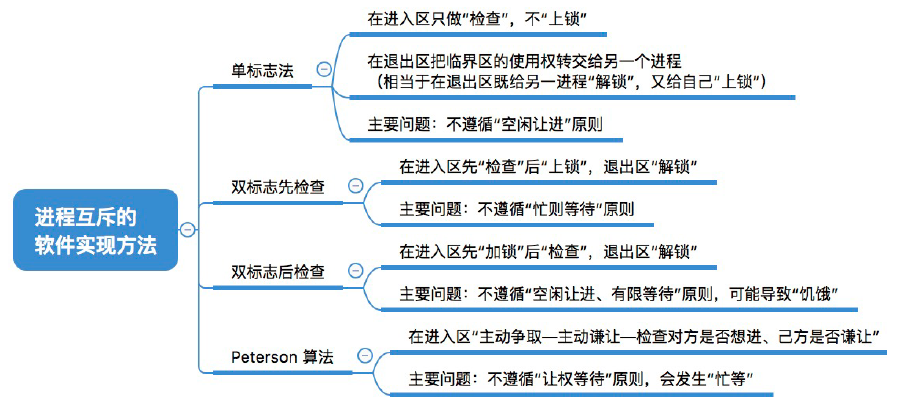 进程互斥的
软件实现方法
单标志法
在进入区只做“检查”，不“上锁”
在退出区把临界区的使用权转交给另一个进程
（相当于在退出区既给另一进程“解锁”，又给自己“上锁”）
主要问题：不遵循“空闲让进”原则
双标志先检查
在进入区先“检查”后“上锁”，退出区“解锁”
主要问题：不遵循“忙则等待”原则
双标志后检查
在进入区先“加锁”后“检查”，退出区“解锁”
主要问题：不遵循“空闲让进、有限等待”原则，可能导致“饥饿”
Peterson 算法
在进入区“主动争取—主动谦让—检查对方是否想进、己方是否谦让”
主要问题：不遵循“让权等待”原则，会发生“忙等”